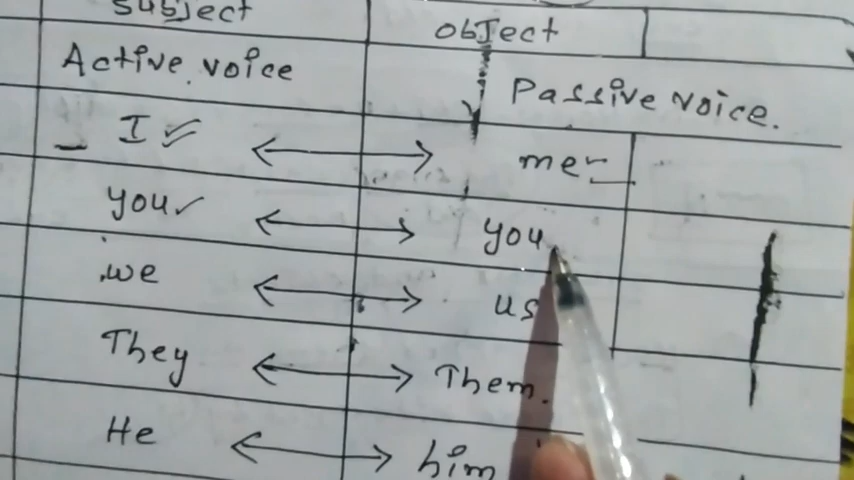 subject object
Active voice Passive voice.
I me
you you
we us
They Them.
He him